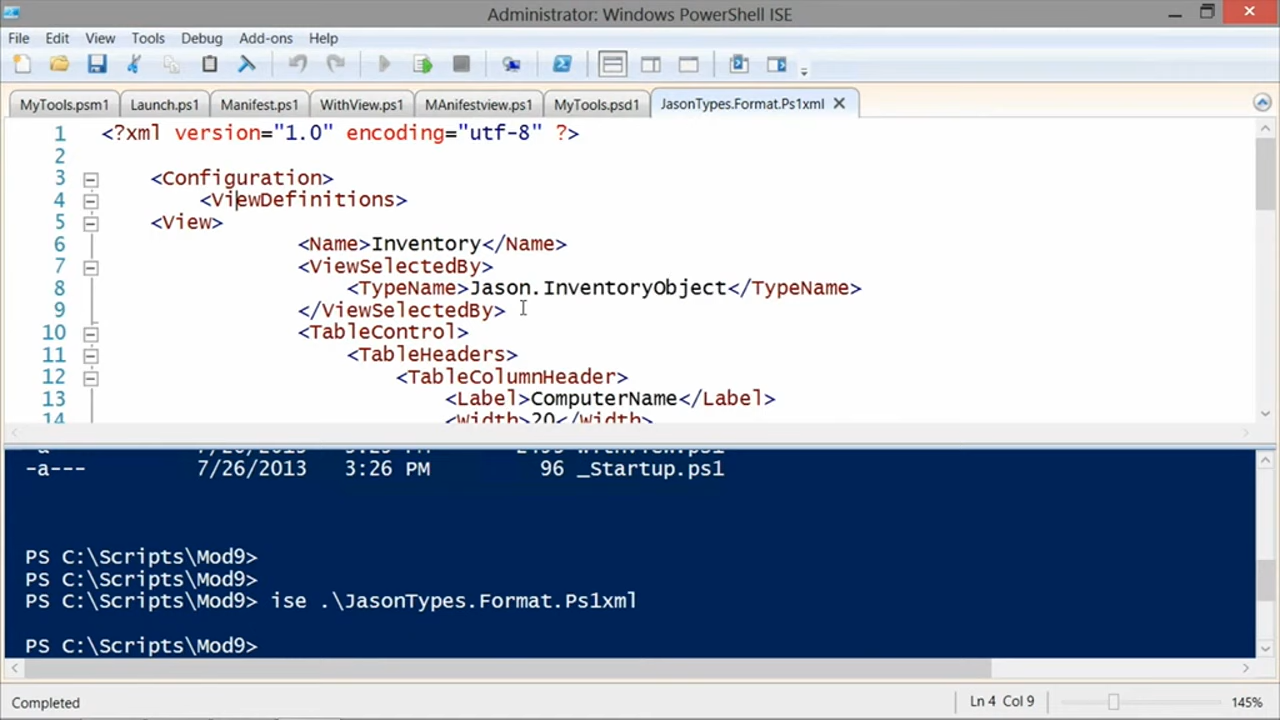 Administrator: Windows PowerShell ISE
File Edit View Tools Debug Add-ons Help
MyTools.psm1 Launch.ps1 Manifest.ps1 WithView.ps1 MAnifestview.ps1 MyTools.psd1 JasonTypes.Format.Ps1xml
1 <?xml version="1.0" encoding="utf-8" ?>
2
3 <Configuration>
4 <ViewDefinitions>
5 <View>
6 <Name>Inventory</Name>
7 <ViewSelectedBy>
8 <TypeName>Jason.InventoryObject</TypeName>
9 </ViewSelectedBy>
10 <TableControl>
11 <TableHeaders>
12 <TableColumnHeader>
13 <Label>ComputerName</Label>
14 <Width>20</Width>
-a--- 7/26/2013 3:26 PM 96 _Startup.ps1
PS C:\Scripts\Mod9>
PS C:\Scripts\Mod9>
PS C:\Scripts\Mod9> ise .\JasonTypes.Format.Ps1xml
PS C:\Scripts\Mod9>
Completed Ln 4 Col 9 145%